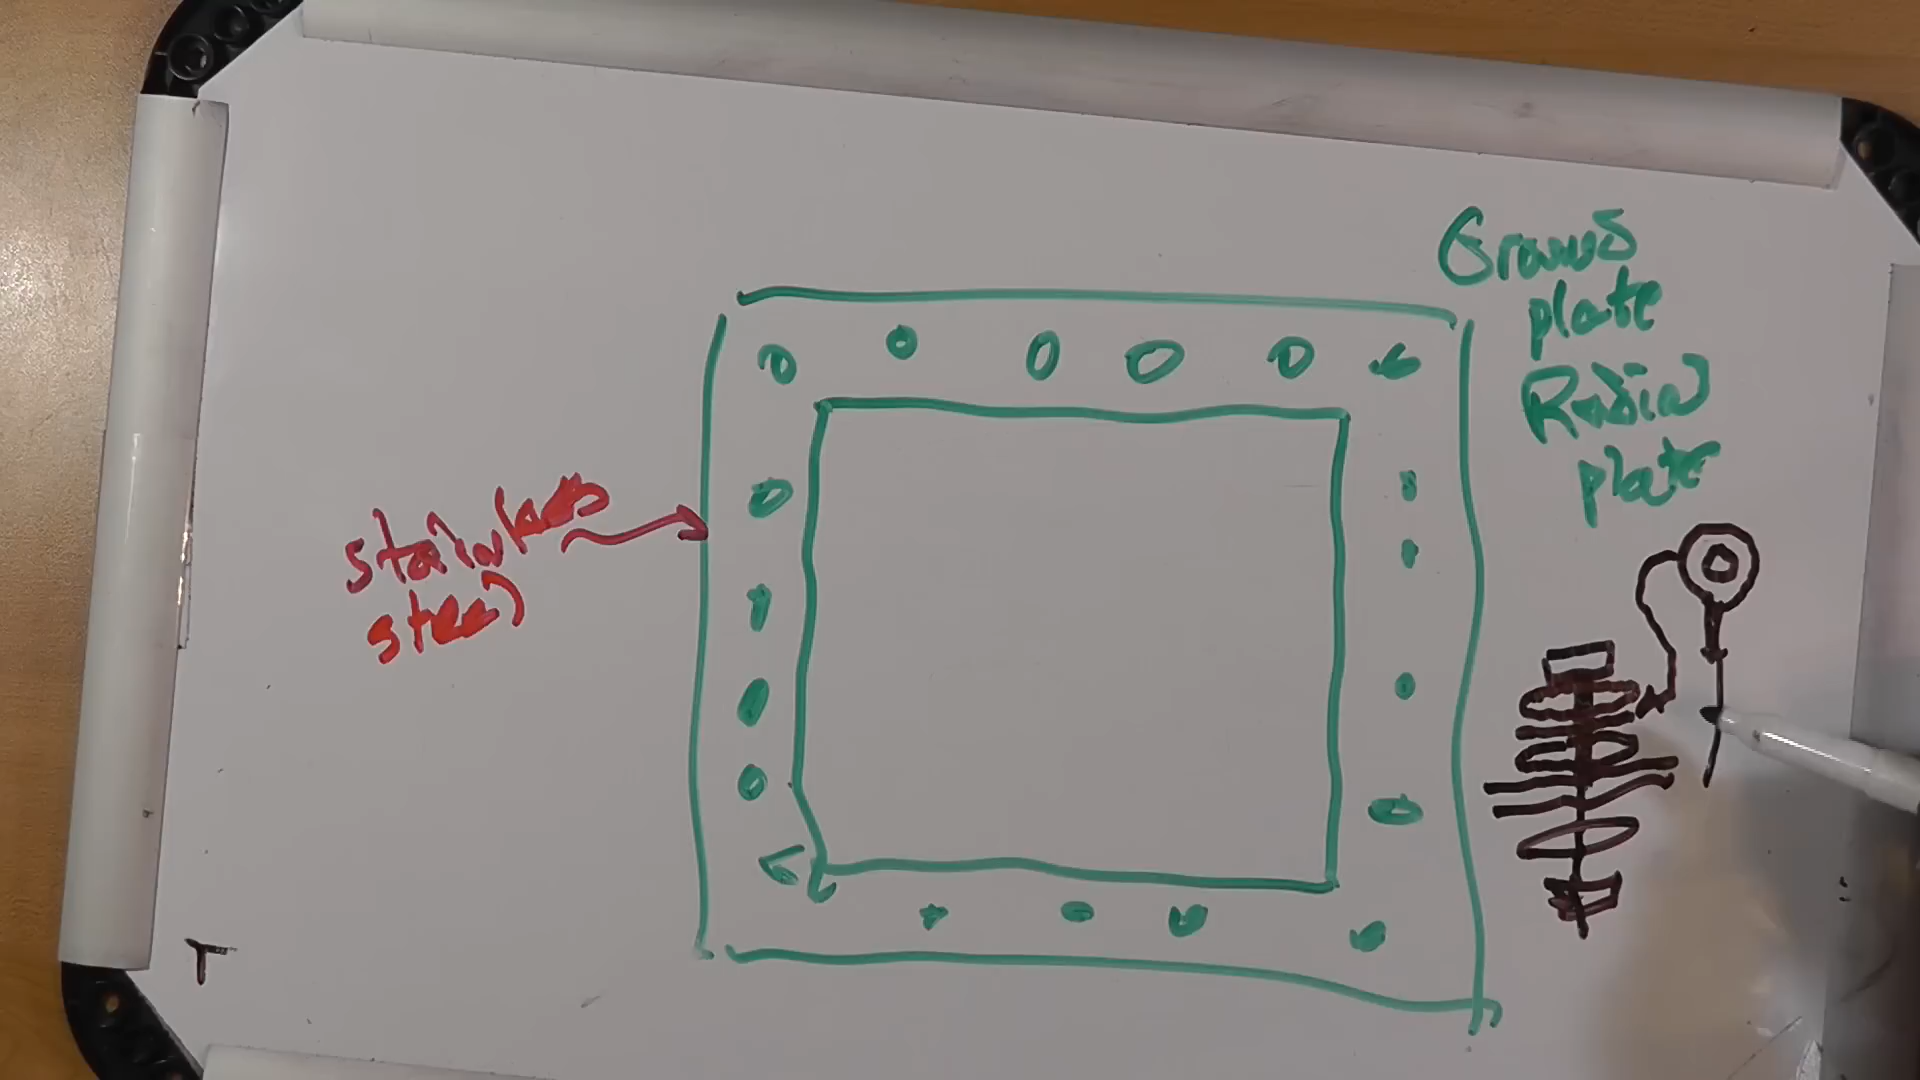 Ground
plate
Radial
plate
stainless
steel